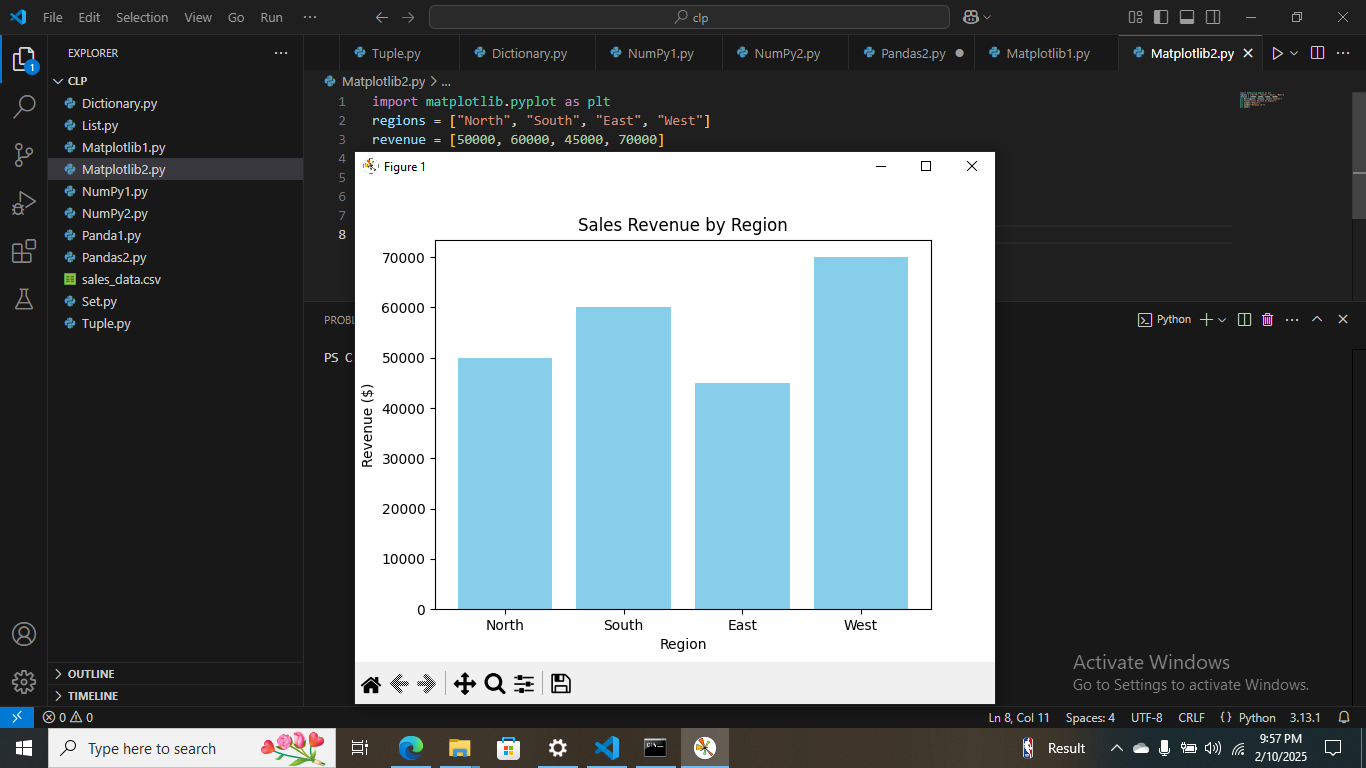 File Edit Selection View Go Run ···
clp
EXPLORER
Tuple.py
Dictionary.py
NumPy1.py
NumPy2.py
Pandas2.py
Matplotlib1.py
Matplotlib2.py
CLP
Dictionary.py
List.py
Matplotlib1.py
Matplotlib2.py
NumPy1.py
NumPy2.py
Panda1.py
Pandas2.py
sales_data.csv
Set.py
Tuple.py
OUTLINE
TIMELINE
1
Matplotlib2.py > ...
1 import matplotlib.pyplot as plt
2 regions = ["North", "South", "East", "West"]
3 revenue = [50000, 60000, 45000, 70000]
4
5
6
7
8
Figure 1
Sales Revenue by Region
70000
60000
50000
40000
30000
20000
10000
0
Revenue ($)
North South East West
Region
PROBL
Python
PS C
Activate Windows
Go to Settings to activate Windows.
0 0
Ln 8, Col 11 Spaces: 4 UTF-8 CRLF {} Python 3.13.1
Type here to search
Result
9:57 PM
2/10/2025